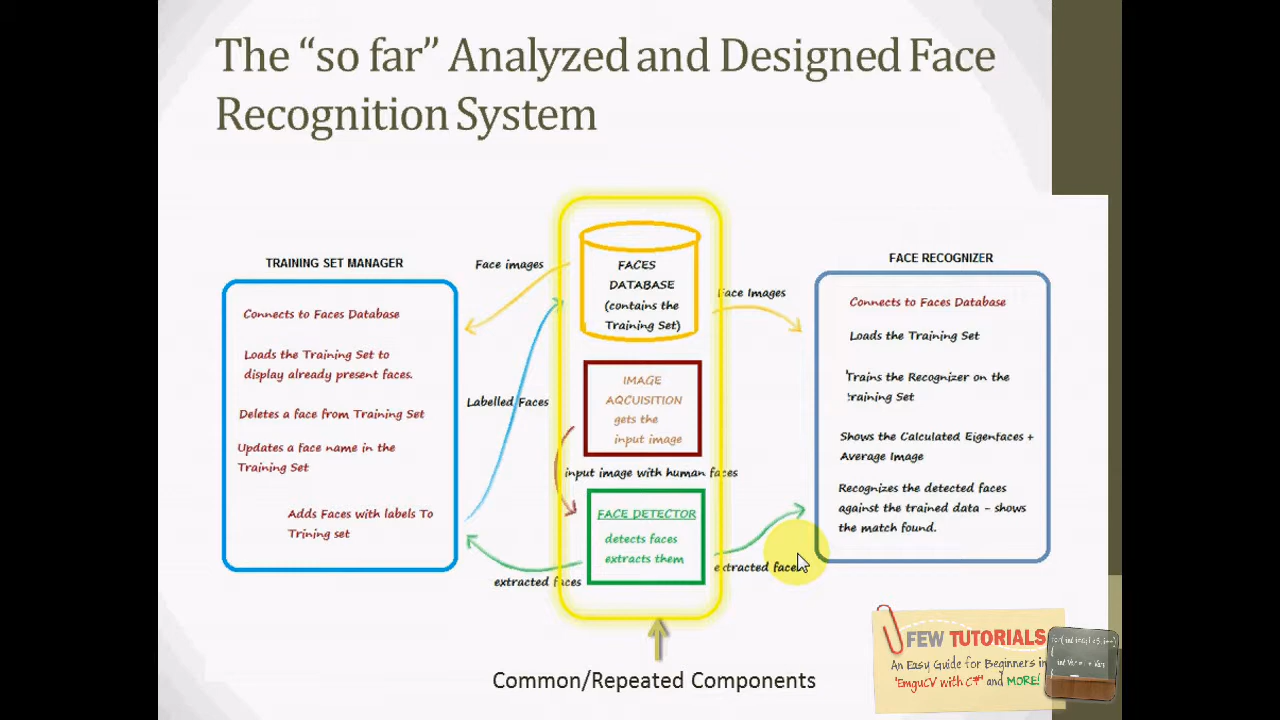 The “so far” Analyzed and Designed Face
Recognition System
TRAINING SET MANAGER
Connects to Faces Database
Loads the Training Set to
display already present faces.
Deletes a face from Training Set
Updates a face name in the
Training Set
Adds Faces with labels To
Trining set
Face images
Labelled Faces
extracted faces
FACES
DATABASE
(contains the
Training Set)
IMAGE
AQCUISITION
gets the
input image
input image with human faces
FACE DETECTOR
detects faces
extracts them
Face Images
extracted faces
FACE RECOGNIZER
Connects to Faces Database
Loads the Training Set
Trains the Recognizer on the
training Set
Shows the Calculated Eigenfaces +
Average Image
Recognizes the detected faces
against the trained data - shows
the match found.
Common/Repeated Components
FEW TUTORIALS
An Easy Guide for Beginners in
"EmguCV with C#" and MORE!